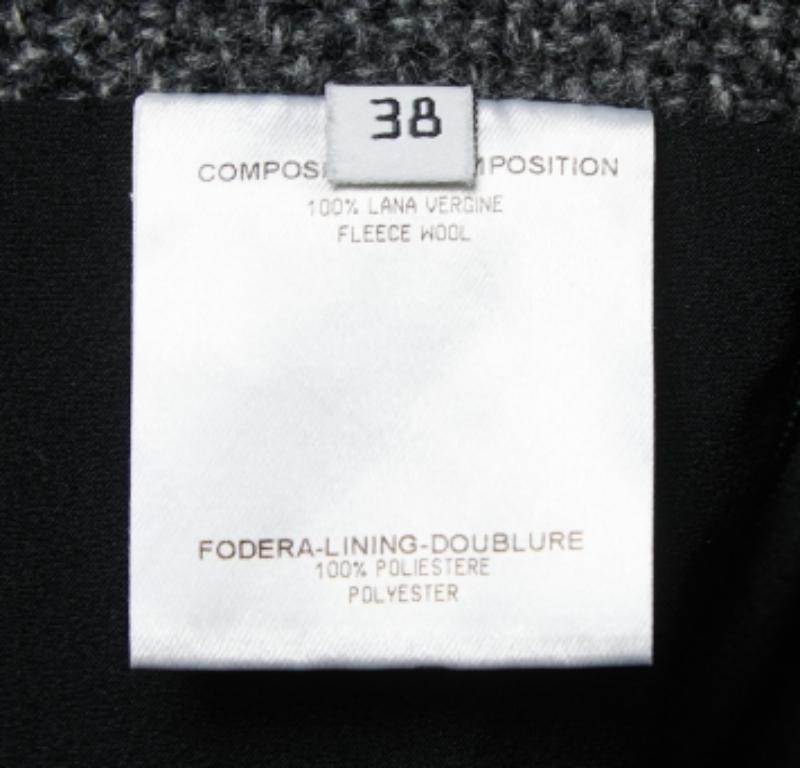 38
COMPOSI MPOSITION
100% LANA VERGINE
FLEECE WOOL
FODERA-LINING-DOUBLURE
100% POLIESTERE
POLYESTER